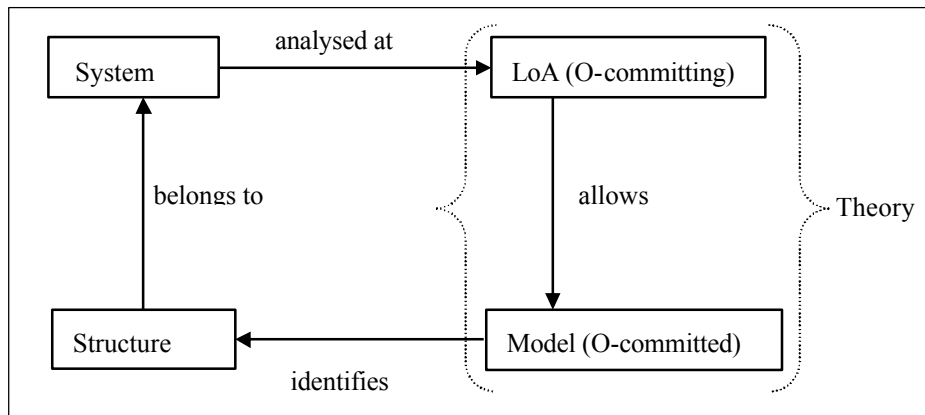 analysed at
System
LoA (O-committing)
belongs to
allows
Theory
Structure
Model (O-committed)
identifies